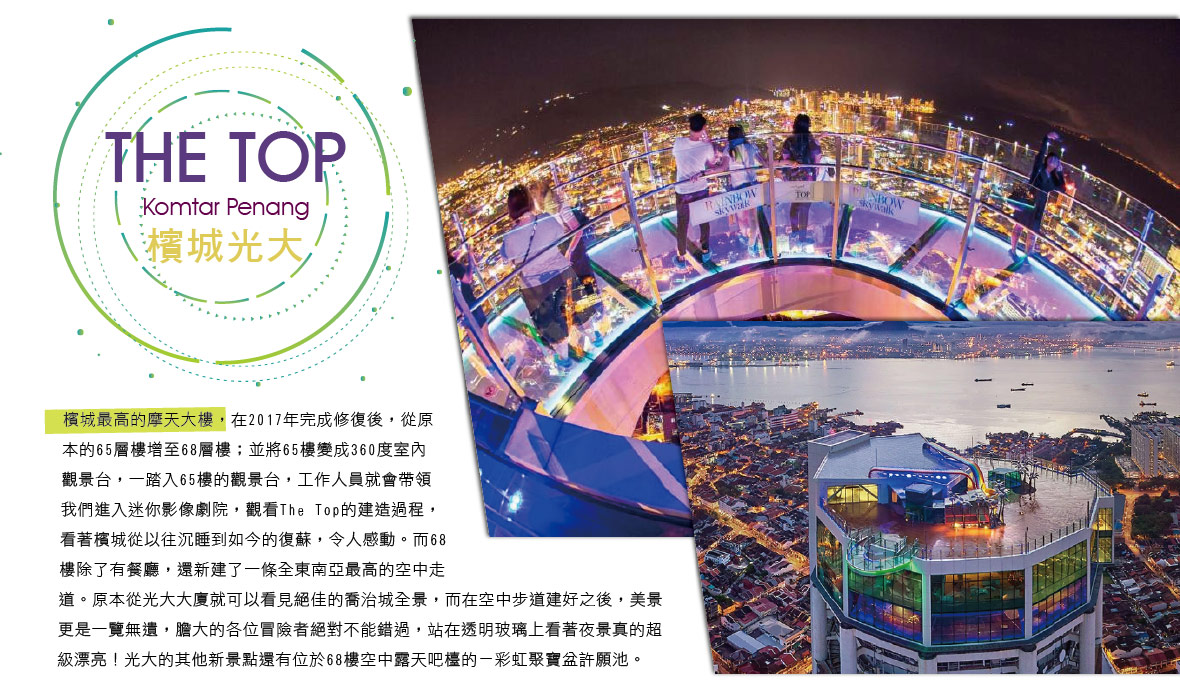 THE TOP
Komtar Penang
檳城光大
RAINBOW
skywalk
TOP
RAINBOW
skywalk
檳城最高的摩天大樓,在2017年完成修復後,從原
本的65層樓增至68層樓;並將65樓變成360度室內
觀景台,一踏入65樓的觀景台,工作人員就會帶領
我們進入迷你影像劇院,觀看The Top的建造過程,
看著檳城從以往沉睡到如今的復蘇,令人感動。而68
樓除了有餐廳,還新建了一條全東南亞最高的空中走
道。原本從光大大廈就可以看見絕佳的喬治城全景,而在空中步道建好之後,美景
更是一覽無遺,膽大的各位冒險者絕對不能錯過,站在透明玻璃上看著夜景真的超
級漂亮!光大的其他新景點還有位於68樓空中露天吧檯的一彩虹聚寶盆許願池。